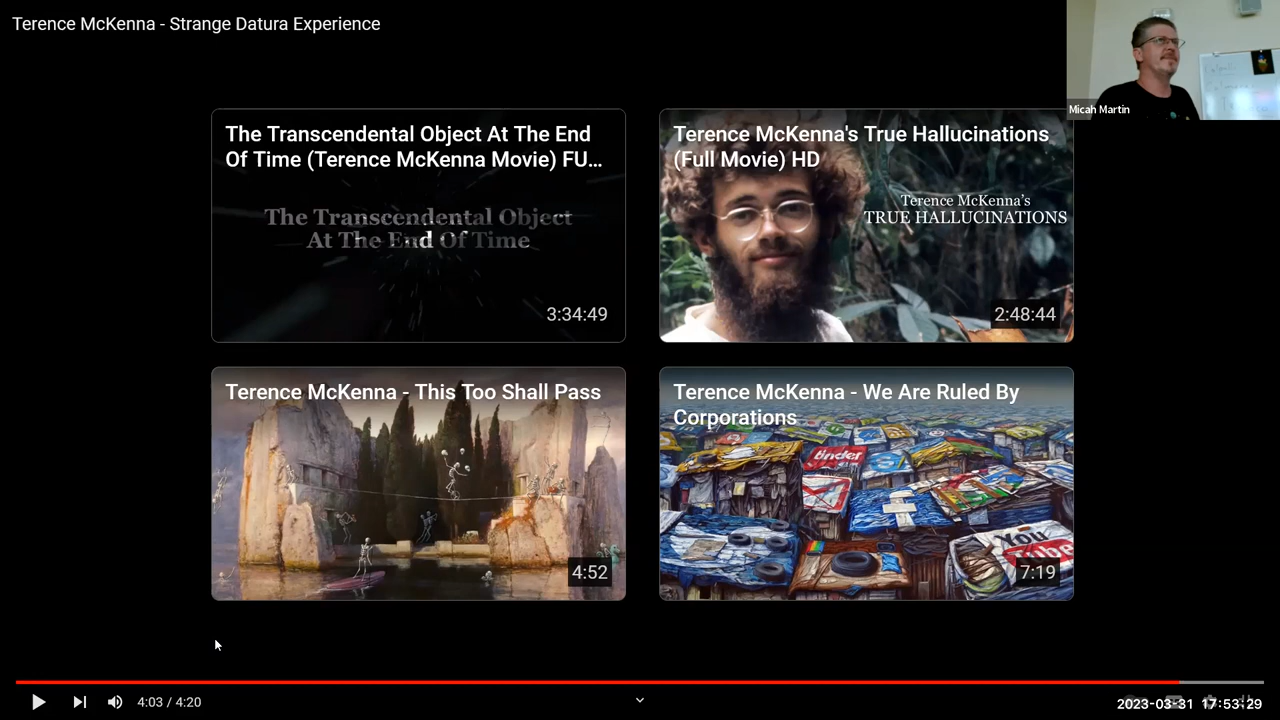 Terence McKenna - Strange Datura Experience
Micah Martin
The Transcendental Object At The End
Of Time (Terence McKenna Movie) FU...
The Transcendental Object
At The End Of Time
3:34:49
Terence McKenna's True Hallucinations
(Full Movie) HD
Terence McKenna's
TRUE HALLUCINATIONS
2:48:44
Terence McKenna - This Too Shall Pass
4:52
Terence McKenna - We Are Ruled By
Corporations
tinder
You
7:19
4:03 / 4:20
2023-03-31 17:53:29